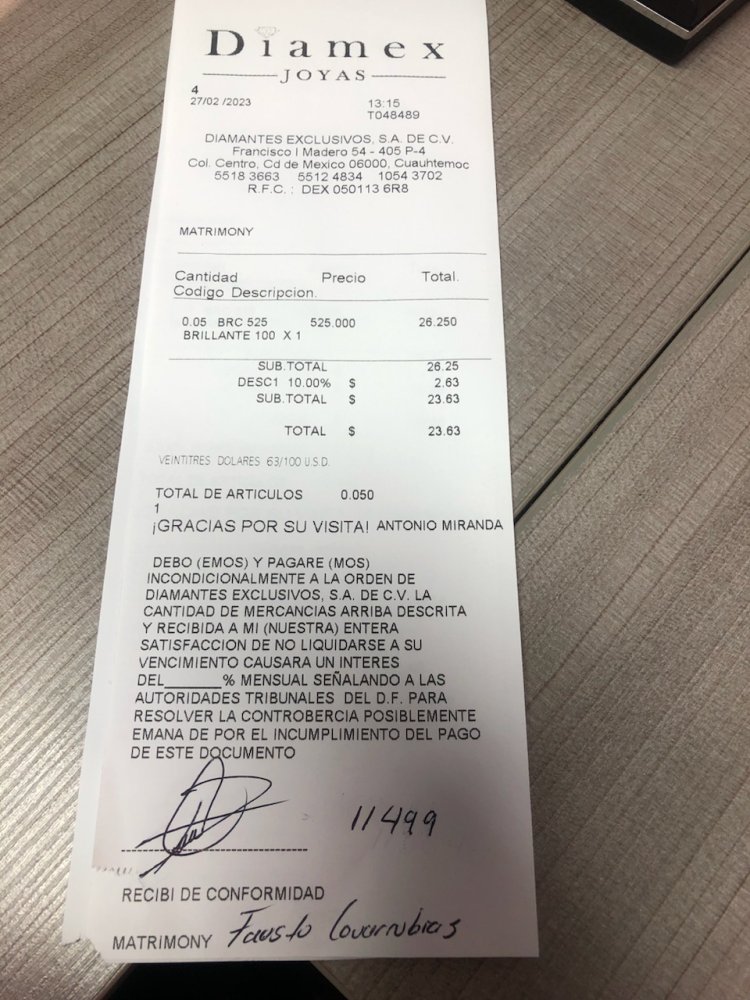 Diamex
JOYAS
4
27/02 /2023 13:15
T048489
DIAMANTES EXCLUSIVOS, S.A. DE C.V.
Francisco I Madero 54 - 405 P-4
Col. Centro, Cd de Mexico 06000, Cuauhtemoc
5518 3663 5512 4834 1054 3702
R.F.C. : DEX 050113 6R8
MATRIMONY
Cantidad Precio Total.
Codigo Descripcion.
0.05 BRC 525 525.000 26.250
BRILLANTE 100 X 1
SUB.TOTAL 26.25
DESC1 10.00% $ 2.63
SUB.TOTAL $ 23.63
TOTAL $ 23.63
VEINTITRES DOLARES 63/100 U.S.D.
TOTAL DE ARTICULOS 0.050
1
¡GRACIAS POR SU VISITA! ANTONIO MIRANDA
DEBO (EMOS) Y PAGARE (MOS)
INCONDICIONALMENTE A LA ORDEN DE
DIAMANTES EXCLUSIVOS, S.A. DE C.V. LA
CANTIDAD DE MERCANCIAS ARRIBA DESCRITA
Y RECIBIDA A MI (NUESTRA) ENTERA
SATISFACCION DE NO LIQUIDARSE A SU
VENCIMIENTO CAUSARA UN INTERES
DEL______% MENSUAL SEÑALANDO A LAS
AUTORIDADES TRIBUNALES DEL D.F. PARA
RESOLVER LA CONTROBERCIA POSIBLEMENTE
EMANA DE POR EL INCUMPLIMIENTO DEL PAGO
DE ESTE DOCUMENTO
11499
RECIBI DE CONFORMIDAD
MATRIMONY Fausto Covarrubias